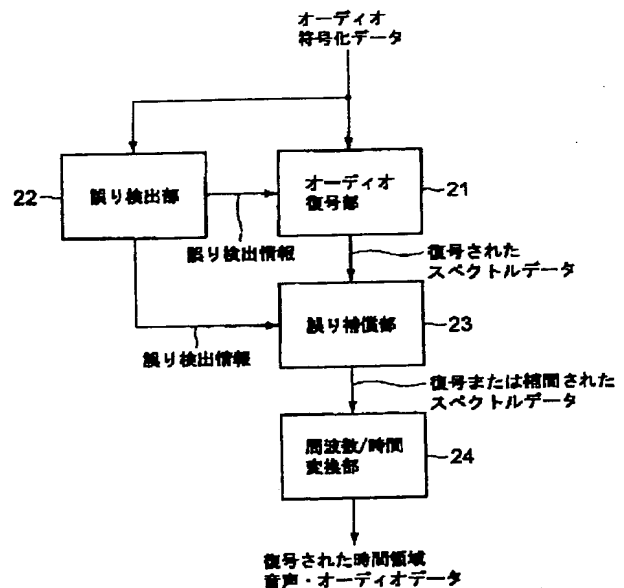 オーディオ
符号化データ
22
誤り検出部
オーディオ
復号部
21
誤り検出情報
復号された
スペクトルデータ
誤り補償部
23
誤り検出情報
復号または補間された
スペクトルデータ
周波数/時間
変換部
24
復号された時間領域
音声・オーディオデータ